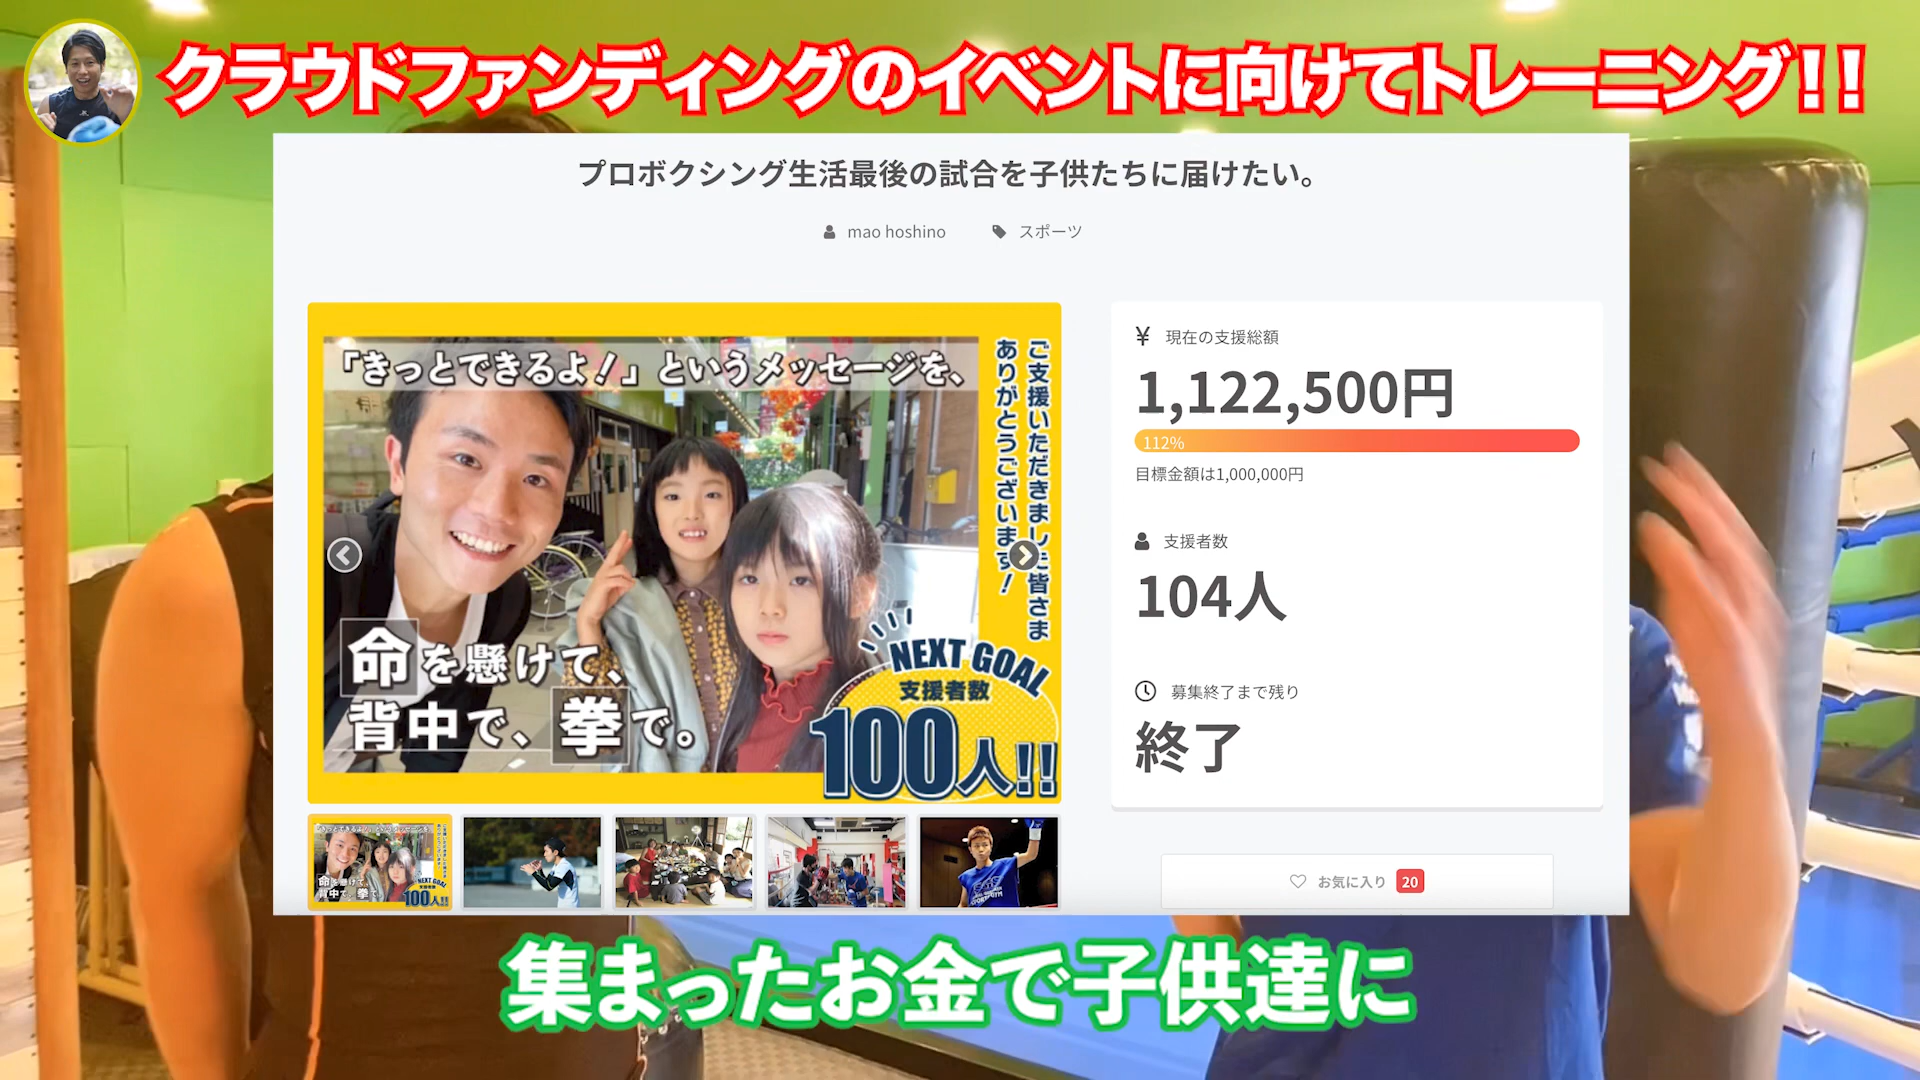 クラウドファンディングのイベントに向けてトレーニング！！
プロボクシング生活最後の試合を子供たちに届けたい。
mao hoshino スポーツ
「きっとできるよ！」というメッセージを、
ご支援いただきました皆さま
ありがとうございます！
命を懸けて、
背中で、拳で。
NEXT GOAL
支援者数
100人!!
¥ 現在の支援総額
1,122,500円
112%
目標金額は1,000,000円
支援者数
104人
募集終了まで残り
終了
お気に入り 20
集まったお金で子供達に